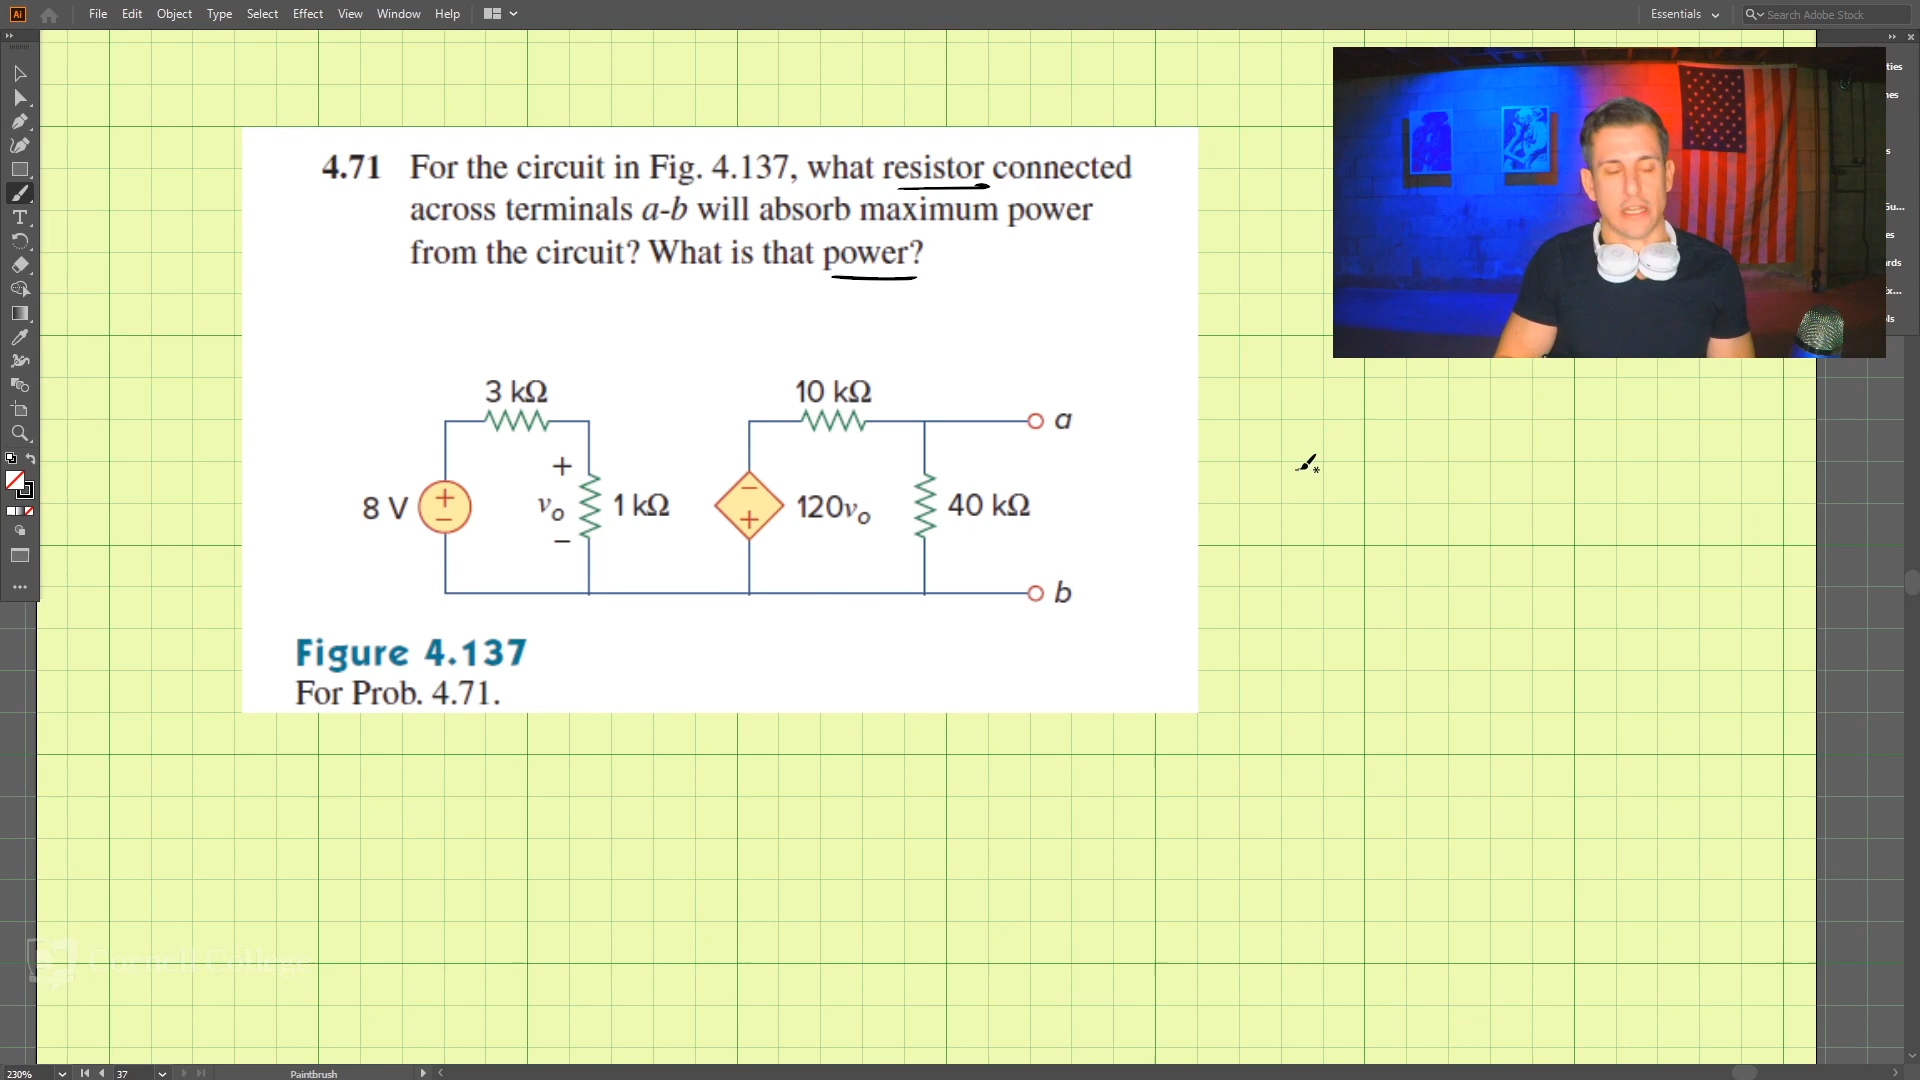 Ai File Edit Object Type Select Effect View Window Help Essentials Search Adobe Stock
4.71 For the circuit in Fig. 4.137, what resistor connected
across terminals a-b will absorb maximum power
from the circuit? What is that power?
3 kΩ 10 kΩ
a
+
8 V + − vo 1 kΩ − + 120vo 40 kΩ
−
b
Figure 4.137
For Prob. 4.71.
Cornell College
230% 37 Paintbrush